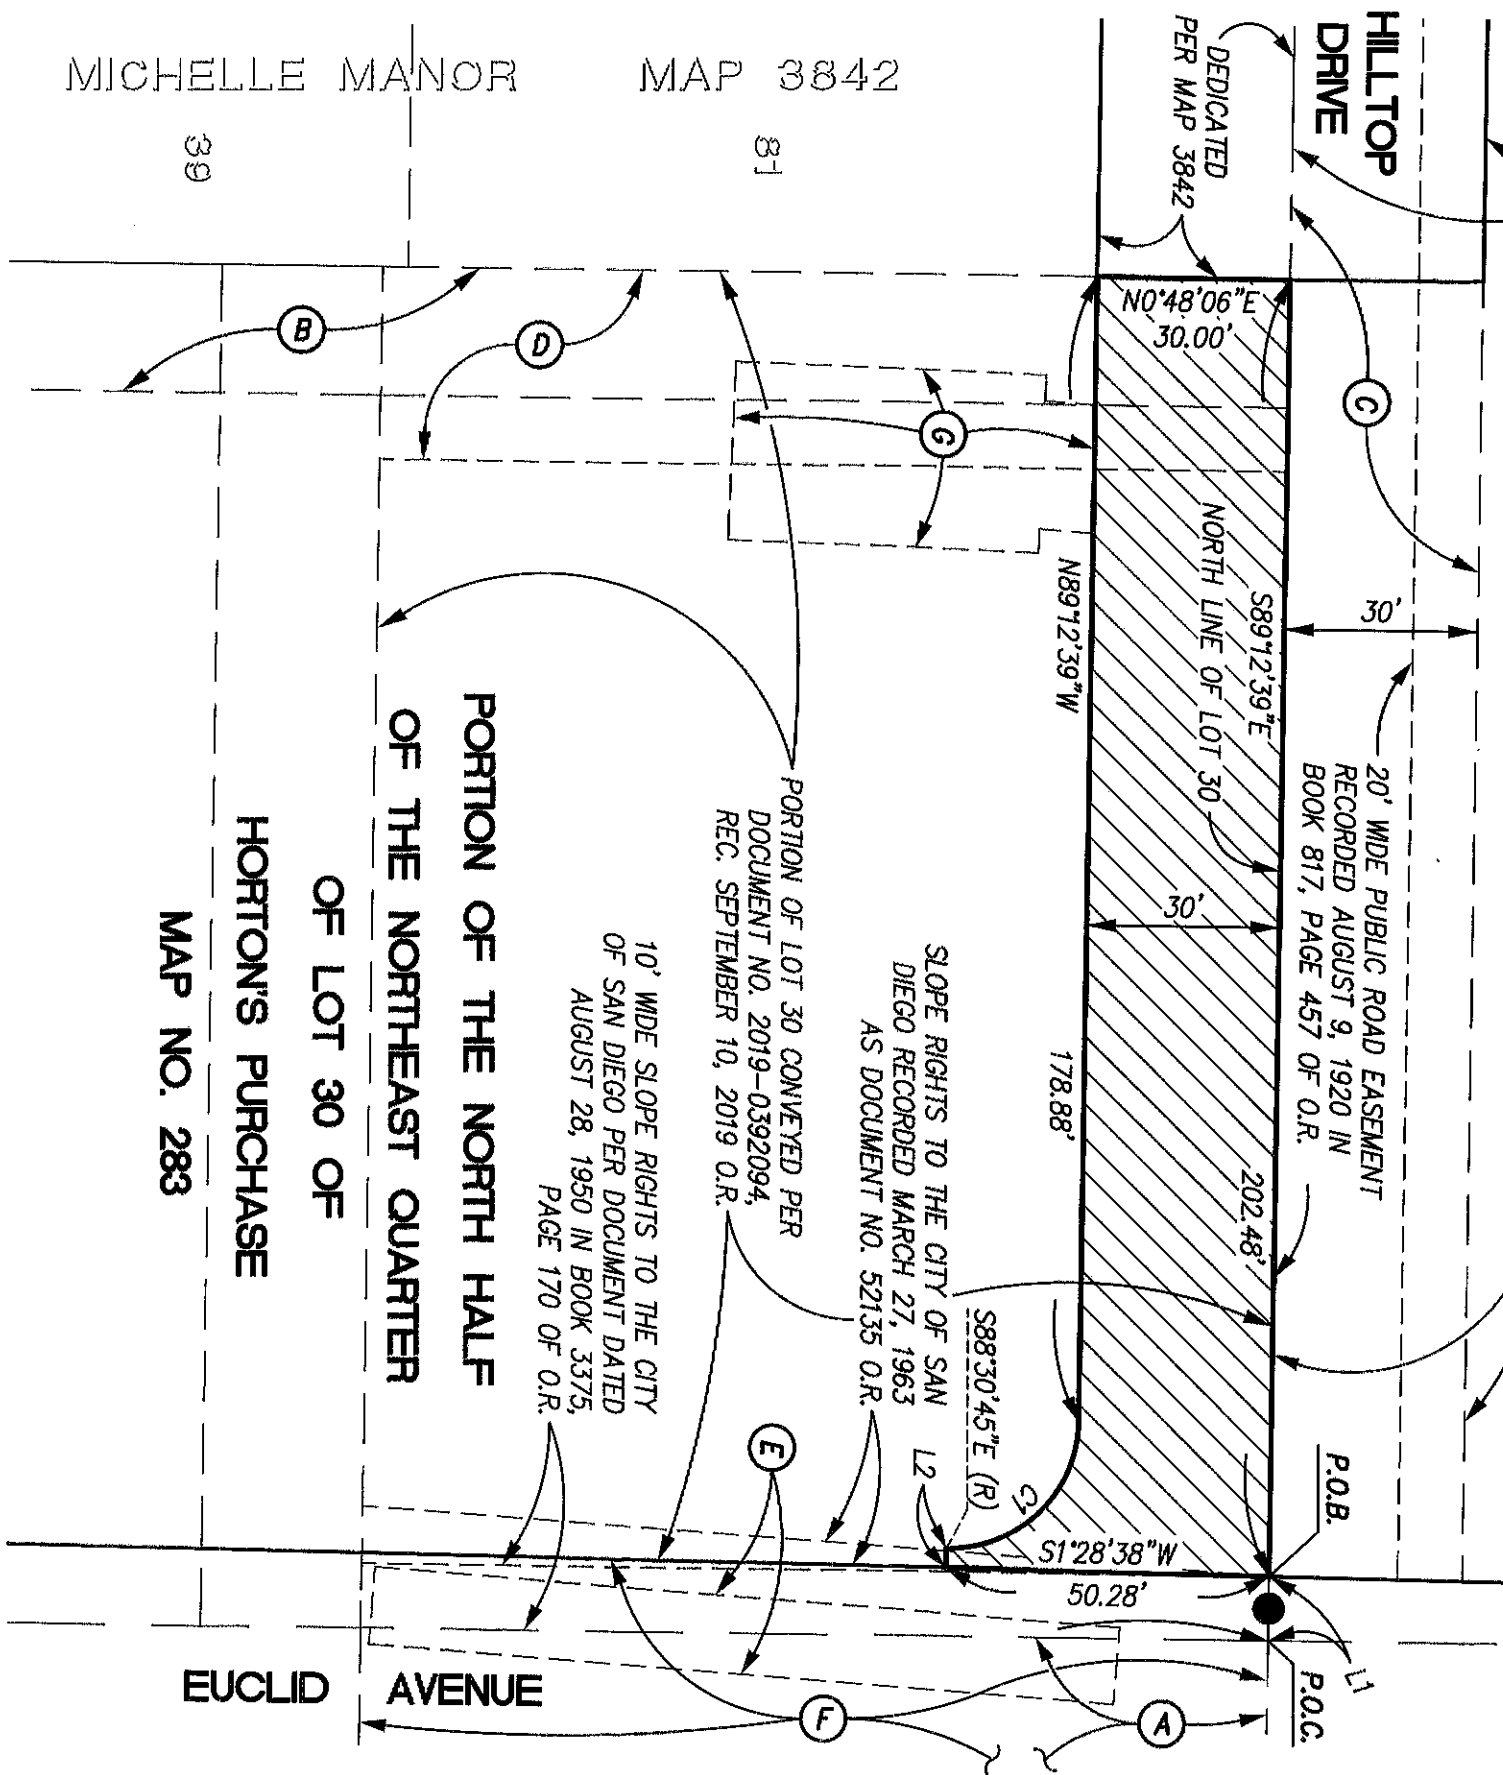 HILLTOP
DRIVE
DEDICATED
PER MAP 3842
MICHELLE MANOR
MAP 3842
39
81
N0°48'06"E
30.00'
B
D
G
C
30'
S89°12'39"E
NORTH LINE OF LOT 30
N89°12'39"W
20' WIDE PUBLIC ROAD EASEMENT
RECORDED AUGUST 9, 1920 IN
BOOK 817, PAGE 457 OF O.R.
30'
178.88'
202.48'
PORTION OF LOT 30 CONVEYED PER
DOCUMENT NO. 2019-0392094,
REC. SEPTEMBER 10, 2019 O.R.
SLOPE RIGHTS TO THE CITY OF SAN
DIEGO RECORDED MARCH 27, 1963
AS DOCUMENT NO. 52135 O.R.
10' WIDE SLOPE RIGHTS TO THE CITY
OF SAN DIEGO PER DOCUMENT DATED
AUGUST 28, 1950 IN BOOK 3375,
PAGE 170 OF O.R.
PORTION OF THE NORTH HALF
OF THE NORTHEAST QUARTER
OF LOT 30 OF
HORTON'S PURCHASE
MAP NO. 283
S88°30'45"E (R)
L2
C1
E
S1°28'38"W
50.28'
P.O.B.
L1
P.O.C.
A
F
EUCLID AVENUE